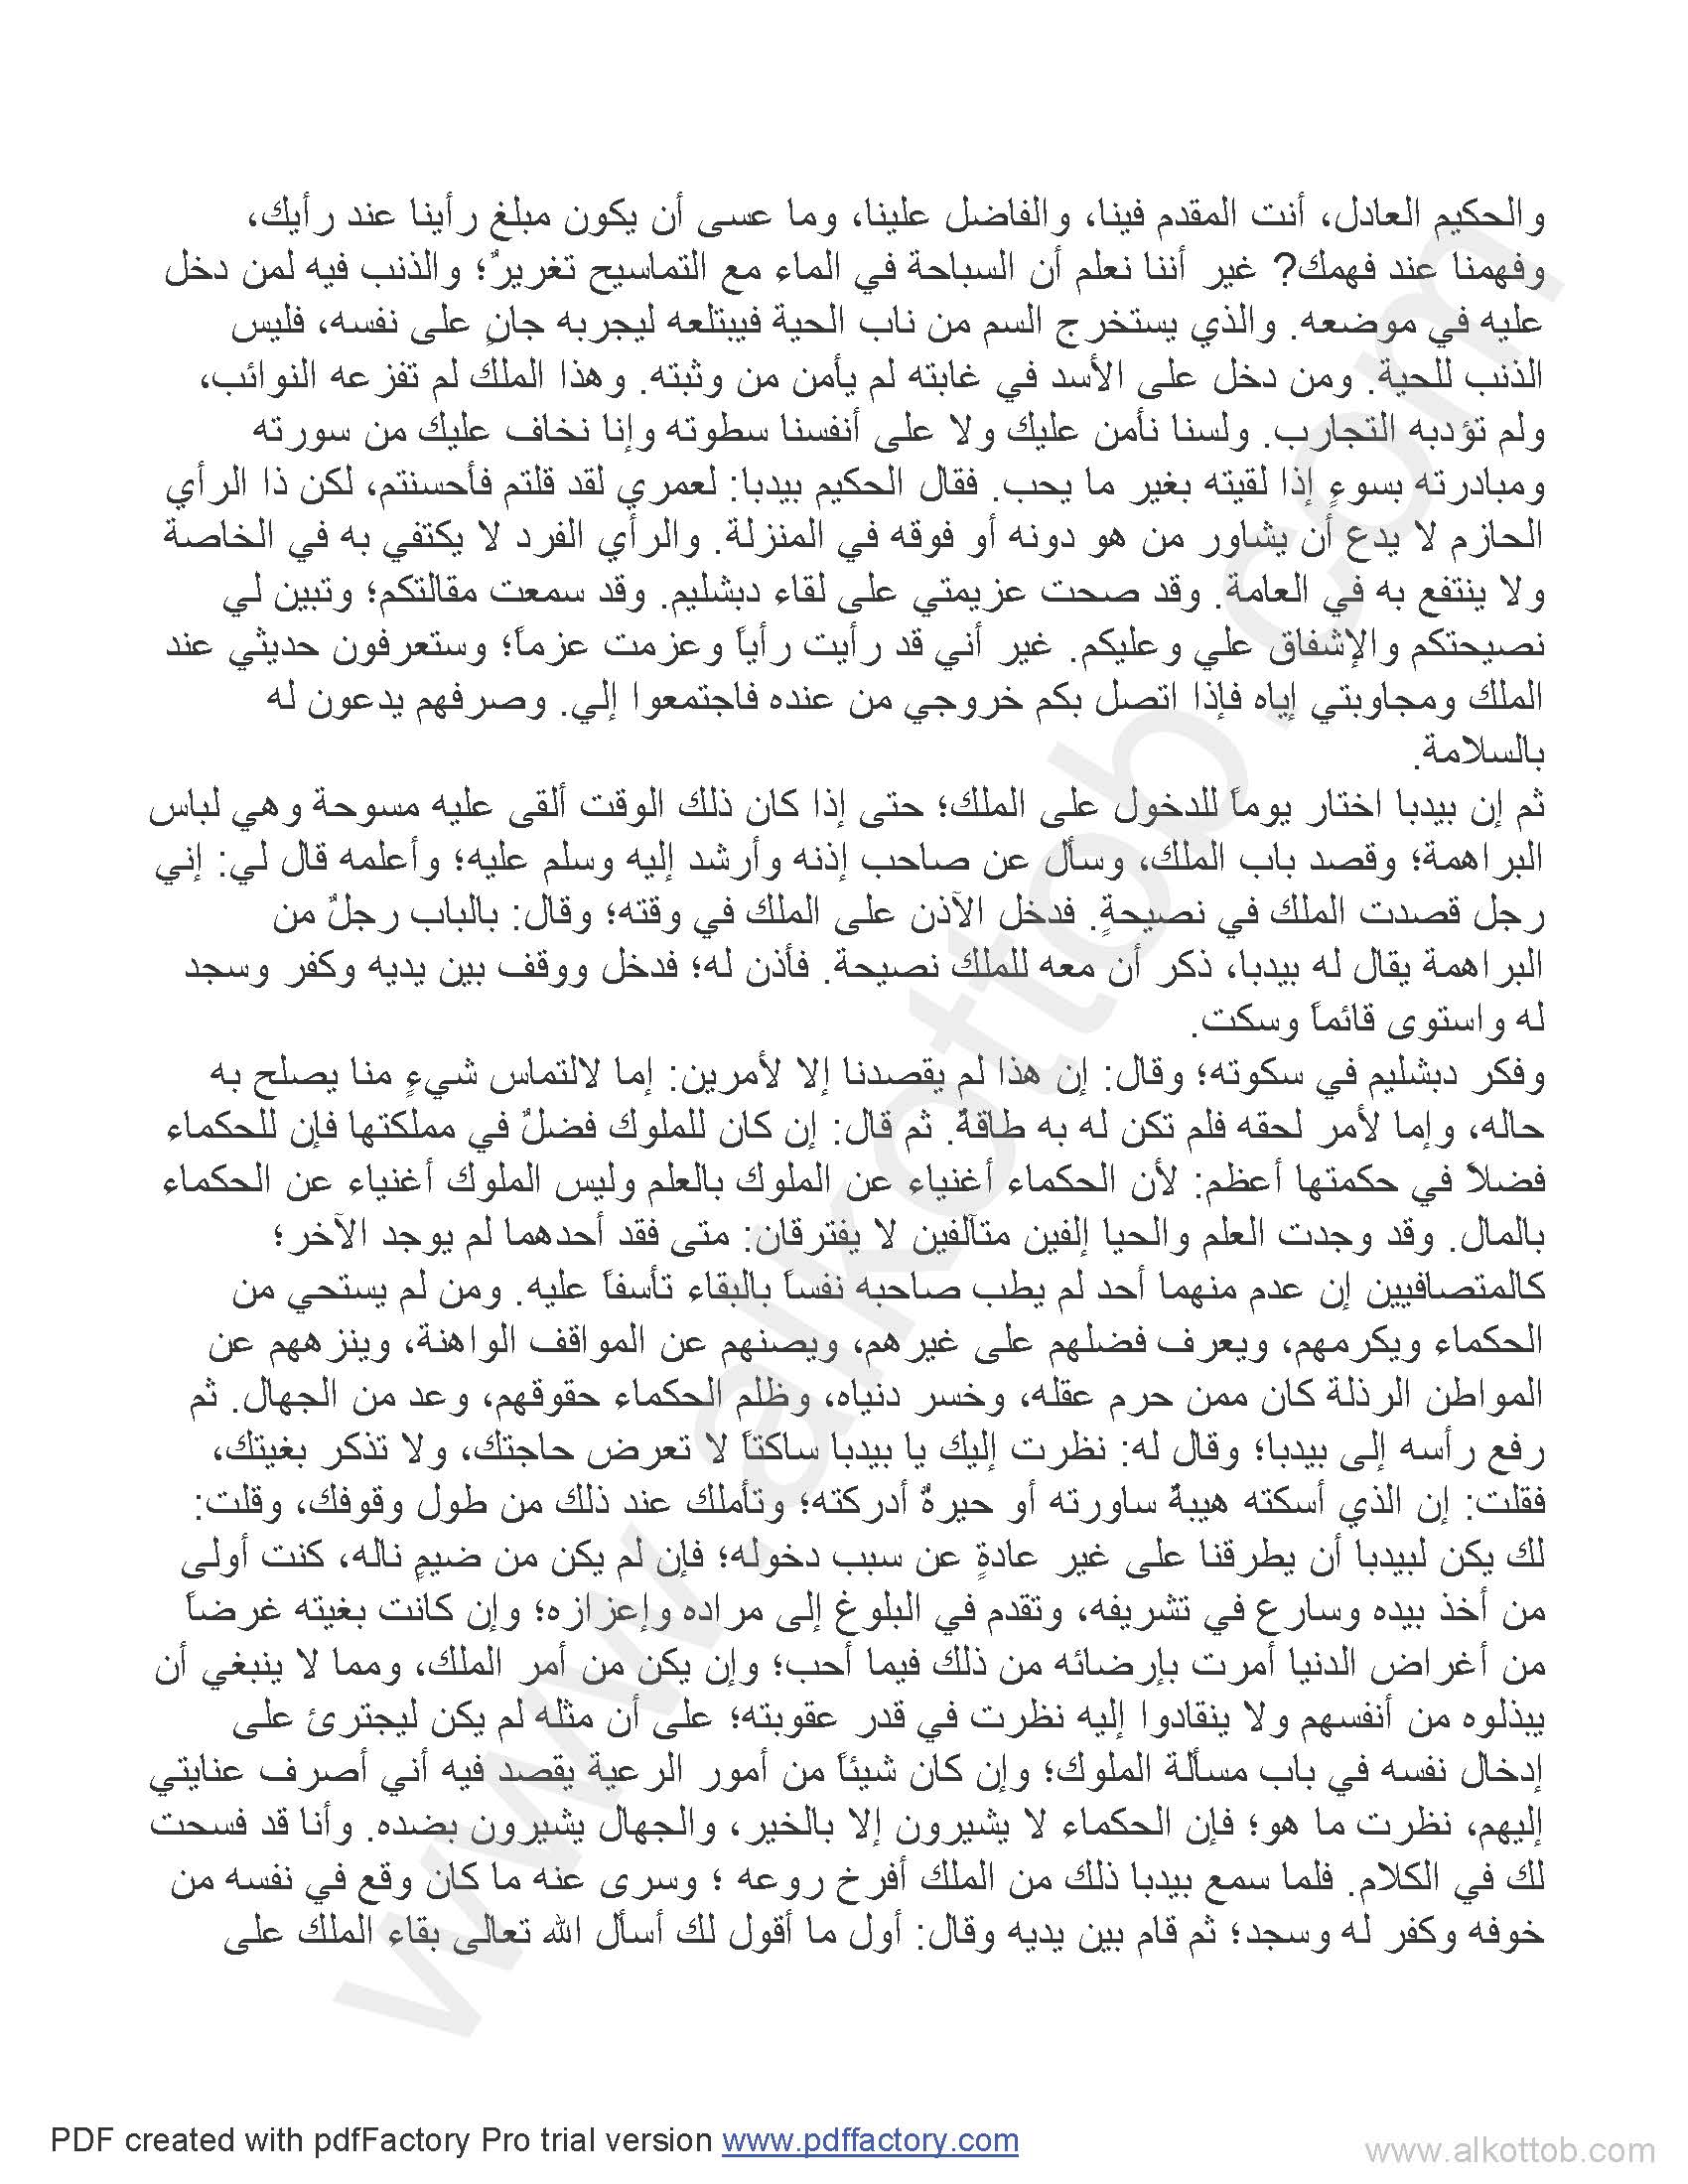 والحكيم العادل، أنت المقدم فينا، والفاضل علينا، وما عسى أن يكون مبلغ رأينا عند رأيك،
وفهمنا عند فهمك? غير أننا نعلم أن السباحة في الماء مع التماسيح تغريرٌ؛ والذنب فيه لمن دخل
عليه في موضعه. والذي يستخرج السم من ناب الحية فيبتلعه ليجربه جانٍ على نفسه، فليس
الذنب للحية. ومن دخل على الأسد في غابته لم يأمن من وثبته. وهذا الملك لم تفزعه النوائب،
ولم تؤدبه التجارب. ولسنا نأمن عليك ولا على أنفسنا سطوته وإنا نخاف عليك من سورته
ومبادرته بسوءٍ إذا لقيته بغير ما يحب. فقال الحكيم بيدبا: لعمري لقد قلتم فأحسنتم، لكن ذا الرأي
الحازم لا يدع أن يشاور من هو دونه أو فوقه في المنزلة. والرأي الفرد لا يكتفي به في الخاصة
ولا ينتفع به في العامة. وقد صحت عزيمتي على لقاء دبشليم. وقد سمعت مقالتكم؛ وتبين لي
نصيحتكم والإشفاق علي وعليكم. غير أني قد رأيت رأياً وعزمت عزماً؛ وستعرفون حديثي عند
الملك ومجاوبتي إياه فإذا اتصل بكم خروجي من عنده فاجتمعوا إلي. وصرفهم يدعون له
بالسلامة.
ثم إن بيدبا اختار يوماً للدخول على الملك؛ حتى إذا كان ذلك الوقت ألقى عليه مسوحة وهي لباس
البراهمة؛ وقصد باب الملك، وسأل عن صاحب إذنه وأرشد إليه وسلم عليه؛ وأعلمه قال لي: إني
رجل قصدت الملك في نصيحةٍ. فدخل الآذن على الملك في وقته؛ وقال: بالباب رجلٌ من
البراهمة يقال له بيدبا، ذكر أن معه للملك نصيحة. فأذن له؛ فدخل ووقف بين يديه وكفر وسجد
له واستوى قائماً وسكت.
وفكر دبشليم في سكوته؛ وقال: إن هذا لم يقصدنا إلا لأمرين: إما لالتماس شيءٍ منا يصلح به
حاله، وإما لأمر لحقه فلم تكن له به طاقةٌ. ثم قال: إن كان للملوك فضلٌ في مملكتها فإن للحكماء
فضلاً في حكمتها أعظم: لأن الحكماء أغنياء عن الملوك بالعلم وليس الملوك أغنياء عن الحكماء
بالمال. وقد وجدت العلم والحيا إلفين متآلفين لا يفترقان: متى فقد أحدهما لم يوجد الآخر؛
كالمتصافيين إن عدم منهما أحد لم يطب صاحبه نفساً بالبقاء تأسفاً عليه. ومن لم يستحي من
الحكماء ويكرمهم، ويعرف فضلهم على غيرهم، ويصنهم عن المواقف الواهنة، وينزههم عن
المواطن الرذلة كان ممن حرم عقله، وخسر دنياه، وظلم الحكماء حقوقهم، وعد من الجهال. ثم
رفع رأسه إلى بيدبا؛ وقال له: نظرت إليك يا بيدبا ساكتاً لا تعرض حاجتك، ولا تذكر بغيتك،
فقلت: إن الذي أسكته هيبةٌ ساورته أو حيرةٌ أدركته؛ وتأملك عند ذلك من طول وقوفك، وقلت:
لك يكن لبيدبا أن يطرقنا على غير عادةٍ عن سبب دخوله؛ فإن لم يكن من ضيمٍ ناله، كنت أولى
من أخذ بيده وسارع في تشريفه، وتقدم في البلوغ إلى مراده وإعزازه؛ وإن كانت بغيته غرضاً
من أغراض الدنيا أمرت بإرضائه من ذلك فيما أحب؛ وإن يكن من أمر الملك، ومما لا ينبغي أن
يبذلوه من أنفسهم ولا ينقادوا إليه نظرت في قدر عقوبته؛ على أن مثله لم يكن ليجترئ على
إدخال نفسه في باب مسألة الملوك؛ وإن كان شيئاً من أمور الرعية يقصد فيه أني أصرف عنايتي
إليهم، نظرت ما هو؛ فإن الحكماء لا يشيرون إلا بالخير، والجهال يشيرون بضده. وأنا قد فسحت
لك في الكلام. فلما سمع بيدبا ذلك من الملك أفرخ روعه ؛ وسرى عنه ما كان وقع في نفسه من
خوفه وكفر له وسجد؛ ثم قام بين يديه وقال: أول ما أقول لك أسأل الله تعالى بقاء الملك على
www.alkottob.com
PDF created with pdfFactory Pro trial version www.pdffactory.com
www.alkottob.com